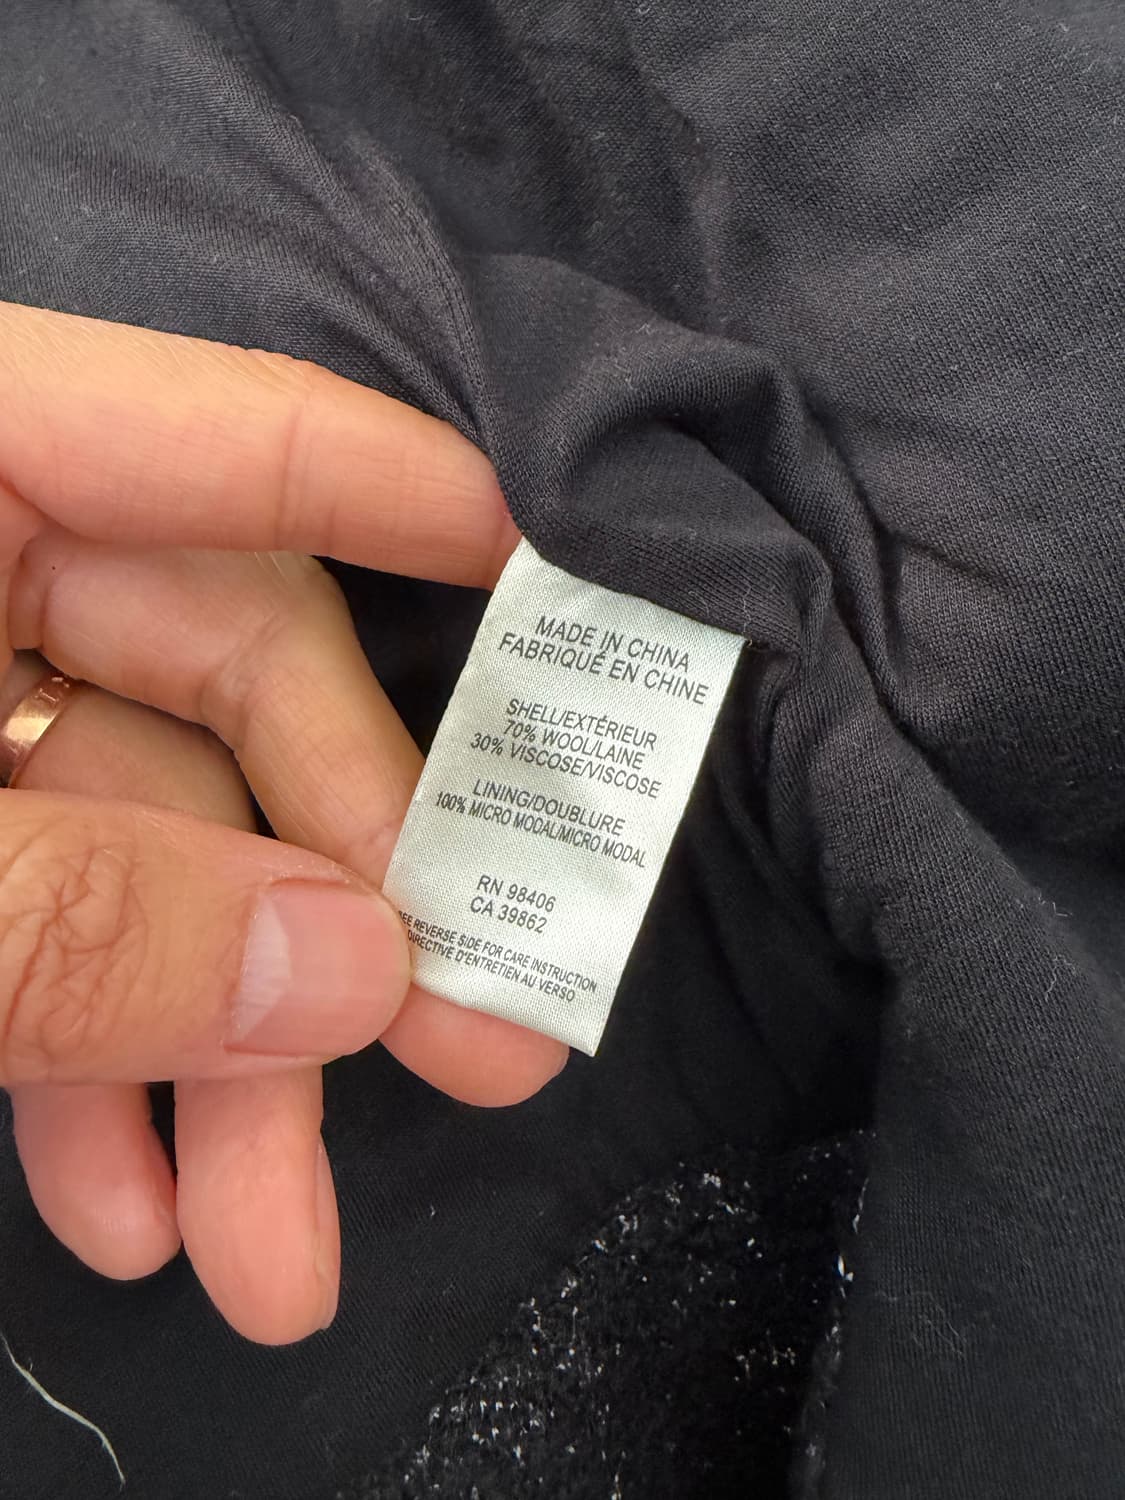 MADE IN CHINA
FABRIQUÉ EN CHINE
SHELL/EXTÉRIEUR
70% WOOL/LAINE
30% VISCOSE/VISCOSE
LINING/DOUBLURE
100% MICRO MODAL/MICRO MODAL
RN 98406
CA 39862
SEE REVERSE SIDE FOR CARE INSTRUCTION
DIRECTIVE D'ENTRETIEN AU VERSO